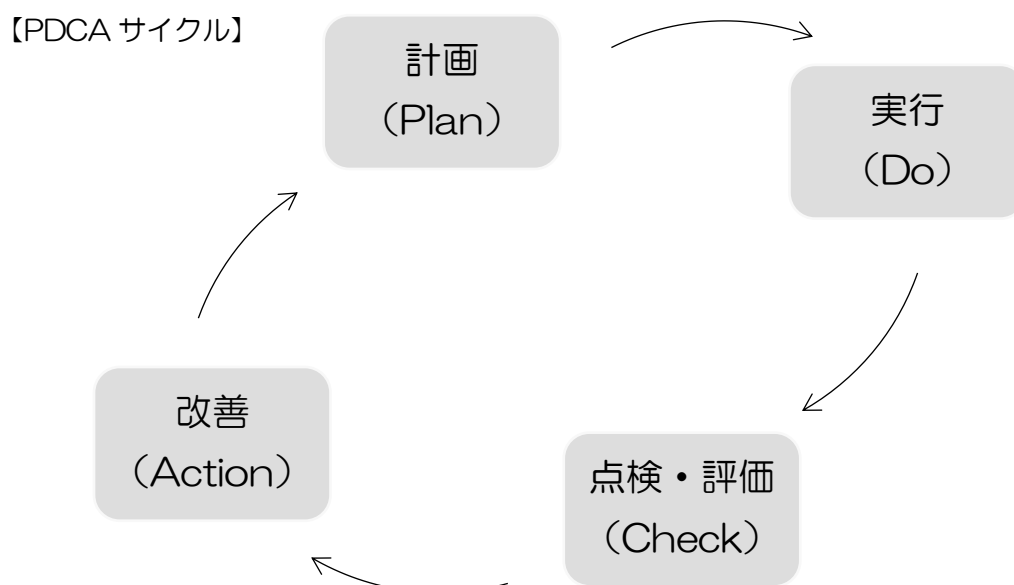 【PDCA サイクル】
計画
（Plan）
実行
（Do）
点検・評価
（Check）
改善
（Action）